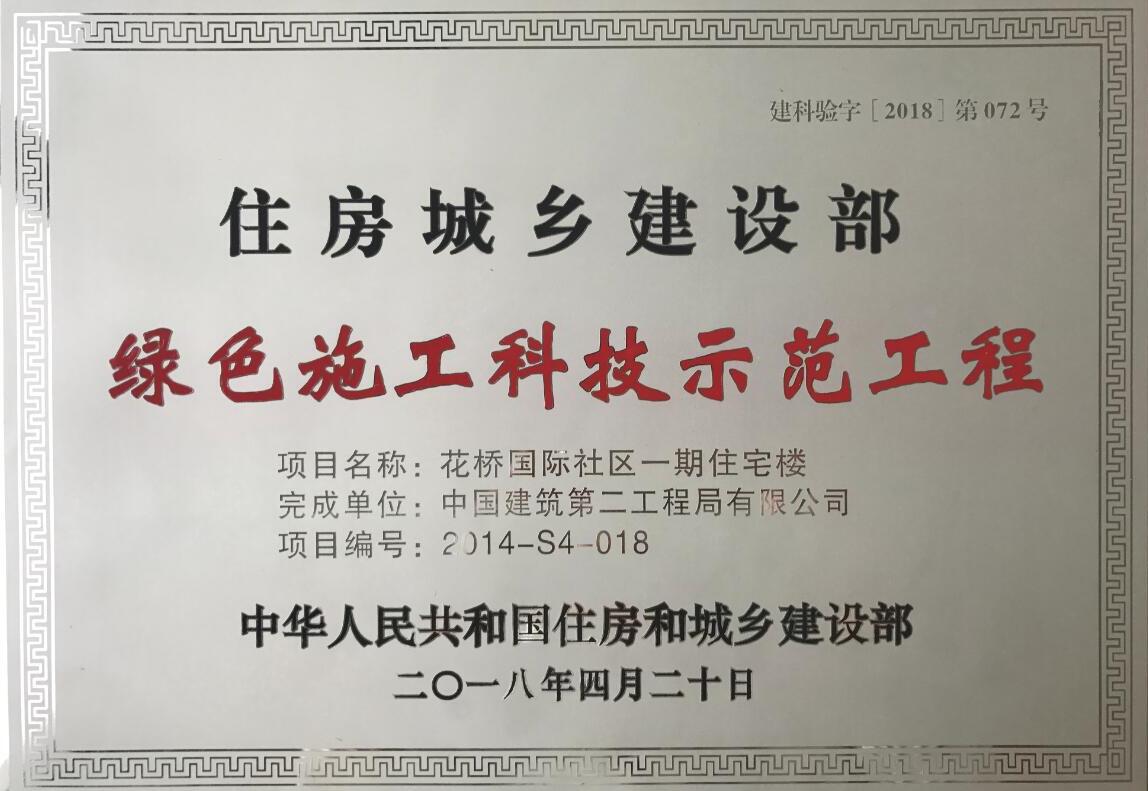 建科验字［2018］第072号
住房城乡建设部
绿色施工科技示范工程
项目名称：花桥国际社区一期住宅楼
完成单位：中国建筑第二工程局有限公司
项目编号：2014-S4-018
中华人民共和国住房和城乡建设部
二〇一八年四月二十日